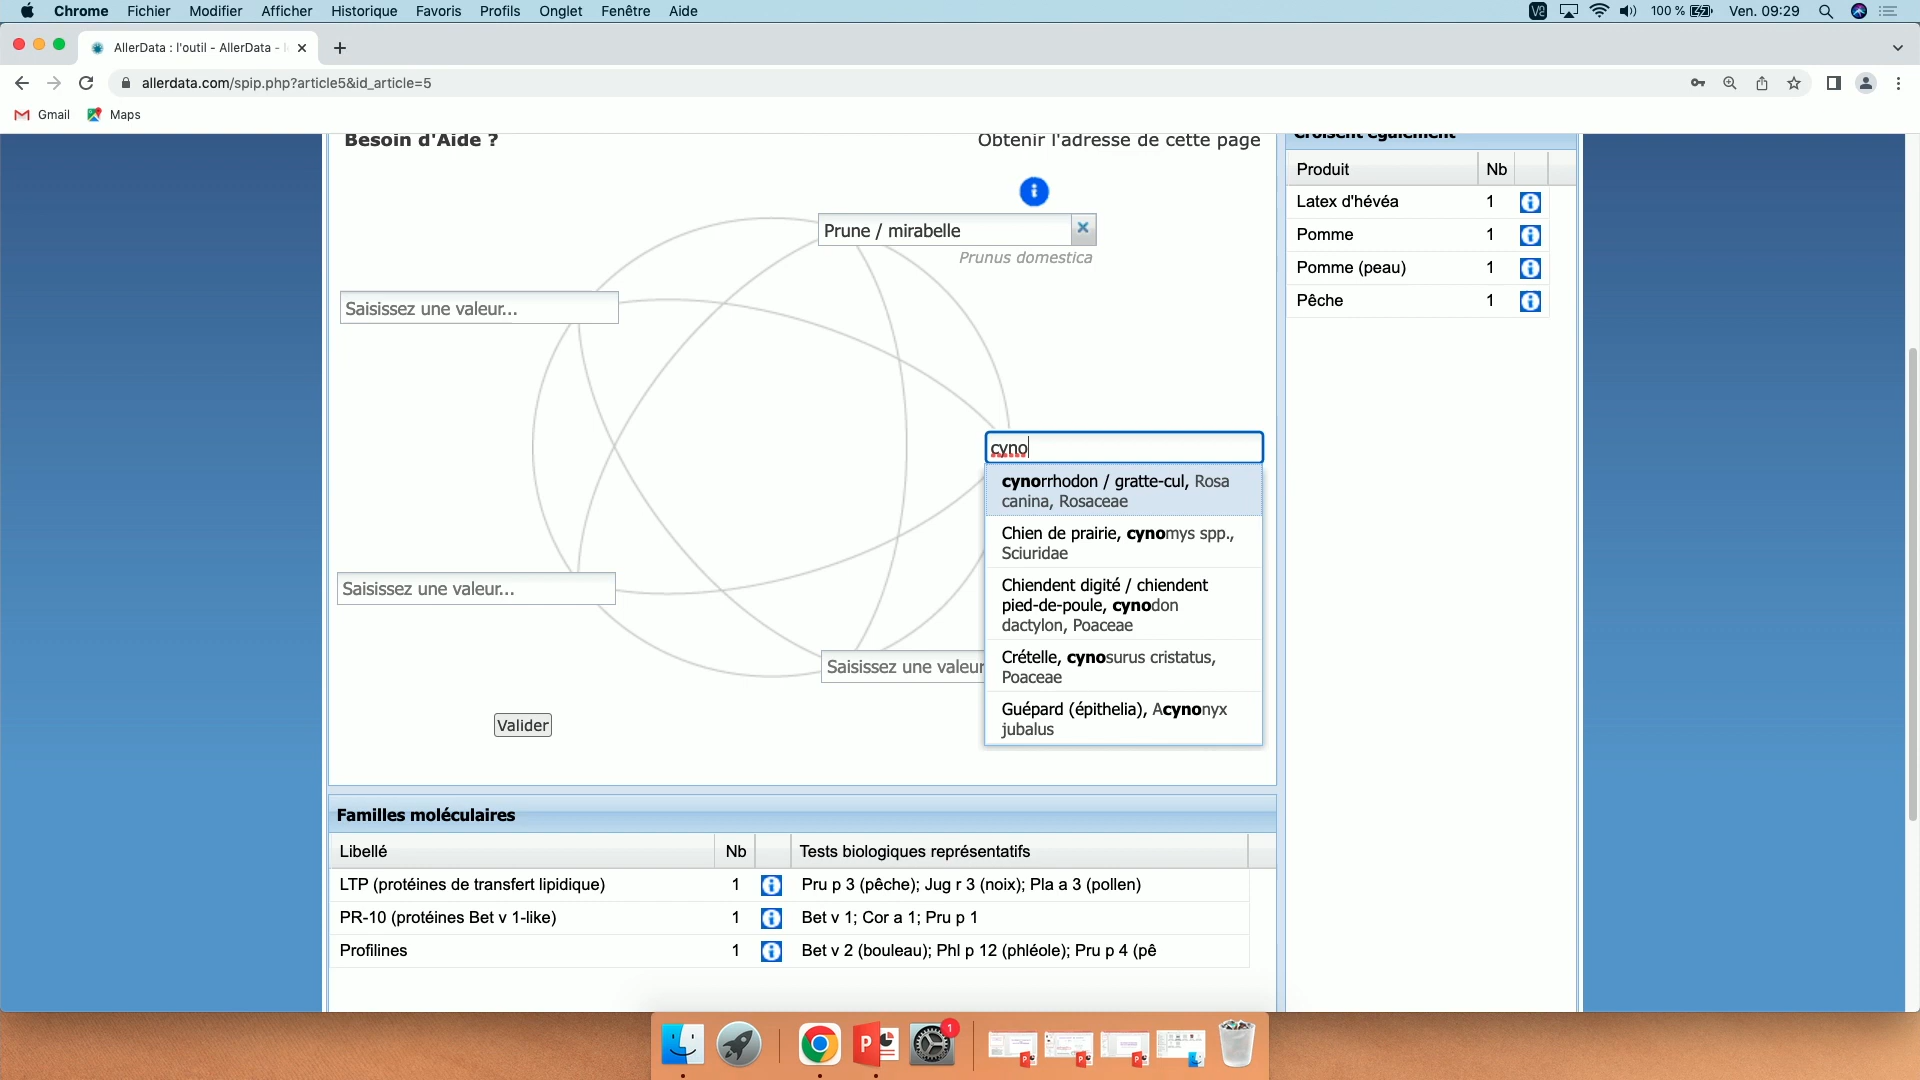 Chrome Fichier Modifier Afficher Historique Favoris Profils Onglet Fenêtre Aide 100 % Ven. 09:29
AllerData : l'outil - AllerData -
allerdata.com/spip.php?article5&id_article=5
Gmail Maps
Besoin d'Aide ? Obtenir l'adresse de cette page Croisent également
Produit Nb
Latex d'hévéa 1
Pomme 1
Pomme (peau) 1
Pêche 1
Prune / mirabelle
Prunus domestica
Saisissez une valeur...
cyno
cynorrhodon / gratte-cul, Rosa
canina, Rosaceae
Chien de prairie, cynomys spp.,
Sciuridae
Chiendent digité / chiendent
pied-de-poule, cynodon
dactylon, Poaceae
Crételle, cynosurus cristatus,
Poaceae
Guépard (épithelia), Acynonyx
jubalus
Saisissez une valeur...
Saisissez une valeur
Valider
Familles moléculaires
Libellé Nb Tests biologiques représentatifs
LTP (protéines de transfert lipidique) 1 Pru p 3 (pêche); Jug r 3 (noix); Pla a 3 (pollen)
PR-10 (protéines Bet v 1-like) 1 Bet v 1; Cor a 1; Pru p 1
Profilines 1 Bet v 2 (bouleau); Phl p 12 (phléole); Pru p 4 (pê
1